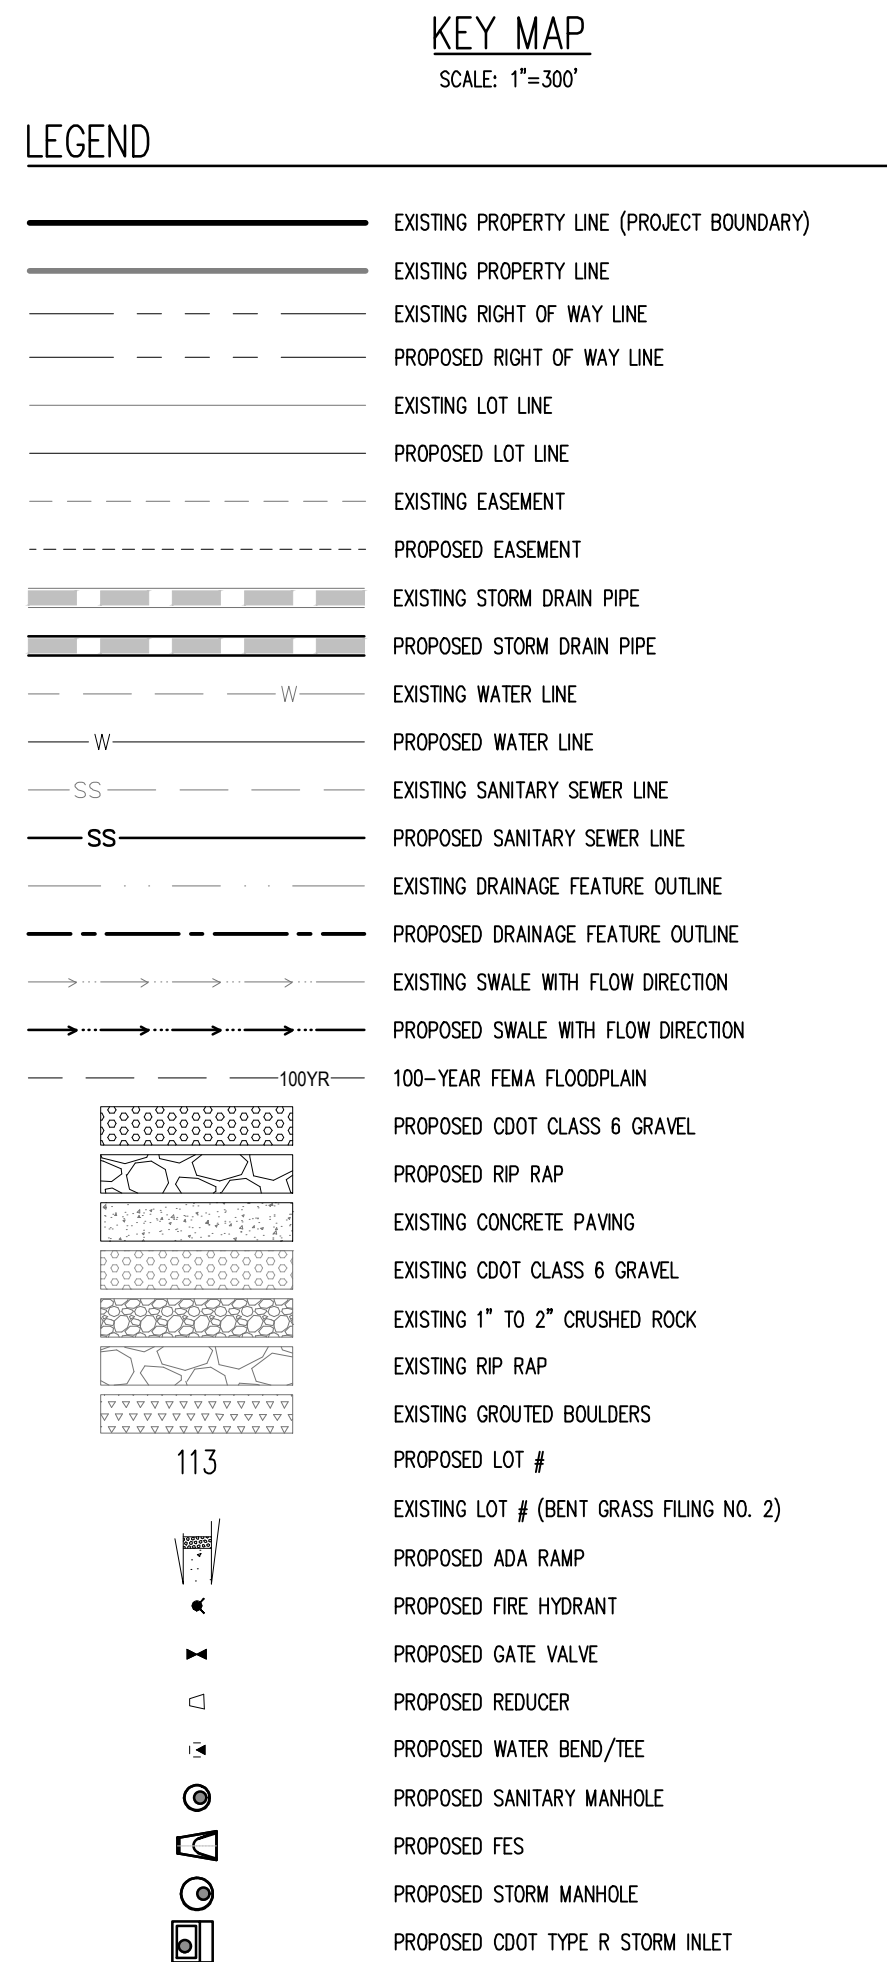 KEY MAP
SCALE: 1"=300'
LEGEND
EXISTING PROPERTY LINE (PROJECT BOUNDARY)
EXISTING PROPERTY LINE
EXISTING RIGHT OF WAY LINE
PROPOSED RIGHT OF WAY LINE
EXISTING LOT LINE
PROPOSED LOT LINE
EXISTING EASEMENT
PROPOSED EASEMENT
EXISTING STORM DRAIN PIPE
PROPOSED STORM DRAIN PIPE
W EXISTING WATER LINE
W PROPOSED WATER LINE
SS EXISTING SANITARY SEWER LINE
SS PROPOSED SANITARY SEWER LINE
EXISTING DRAINAGE FEATURE OUTLINE
PROPOSED DRAINAGE FEATURE OUTLINE
EXISTING SWALE WITH FLOW DIRECTION
PROPOSED SWALE WITH FLOW DIRECTION
100YR 100-YEAR FEMA FLOODPLAIN
PROPOSED CDOT CLASS 6 GRAVEL
PROPOSED RIP RAP
EXISTING CONCRETE PAVING
EXISTING CDOT CLASS 6 GRAVEL
EXISTING 1" TO 2" CRUSHED ROCK
EXISTING RIP RAP
EXISTING GROUTED BOULDERS
113 PROPOSED LOT #
EXISTING LOT # (BENT GRASS FILING NO. 2)
PROPOSED ADA RAMP
PROPOSED FIRE HYDRANT
PROPOSED GATE VALVE
PROPOSED REDUCER
PROPOSED WATER BEND/TEE
PROPOSED SANITARY MANHOLE
PROPOSED FES
PROPOSED STORM MANHOLE
PROPOSED CDOT TYPE R STORM INLET